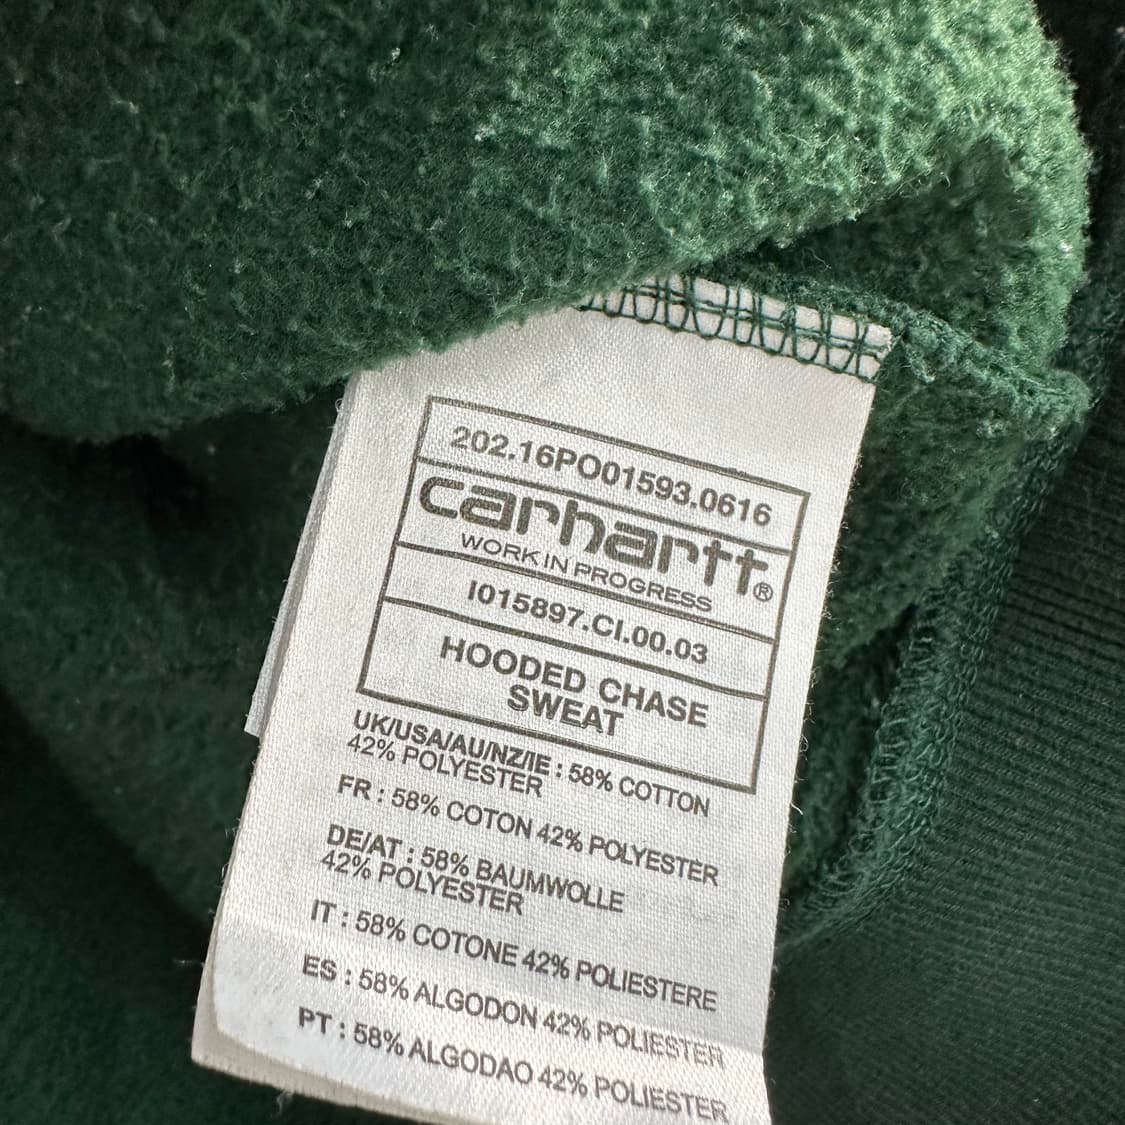 202.16PO01593.0616
carhartt®
WORK IN PROGRESS
I015897.CI.00.03
HOODED CHASE
SWEAT
UK/USA/AU/NZ/IE : 58% COTTON
42% POLYESTER
FR : 58% COTON 42% POLYESTER
DE/AT : 58% BAUMWOLLE
42% POLYESTER
IT : 58% COTONE 42% POLIESTERE
ES : 58% ALGODON 42% POLIESTER
PT : 58% ALGODAO 42% POLIESTER